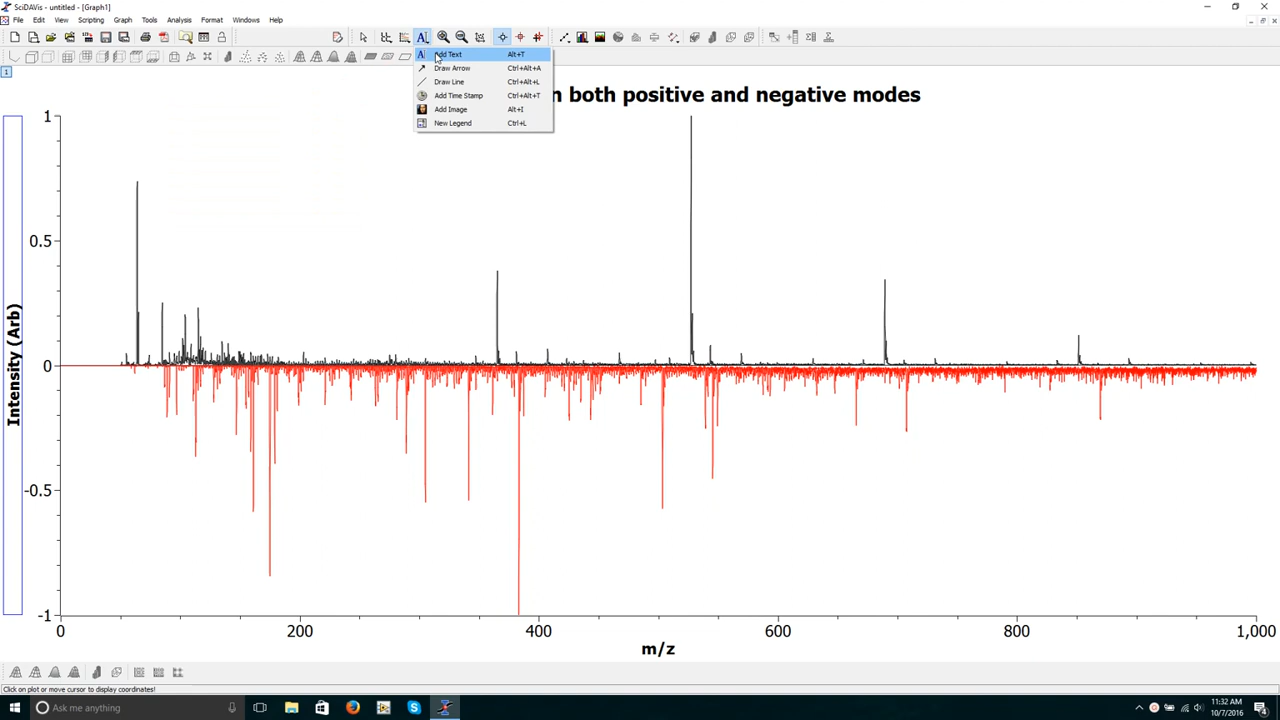 SciDAVis - untitled - [Graph1]
File Edit View Scripting Graph Tools Analysis Format Windows Help
1
Add Text Alt+T
Draw Arrow Ctrl+Alt+A
Draw Line Ctrl+Alt+L
Add Time Stamp Ctrl+Alt+T
Add Image Alt+I
New Legend Ctrl+L
n both positive and negative modes
1
0.5
0
-0.5
-1
Intensity (Arb)
0 200 400 600 800 1,000
m/z
Click on plot or move cursor to display coordinates!
Ask me anything
11:32 AM
10/7/2016
4